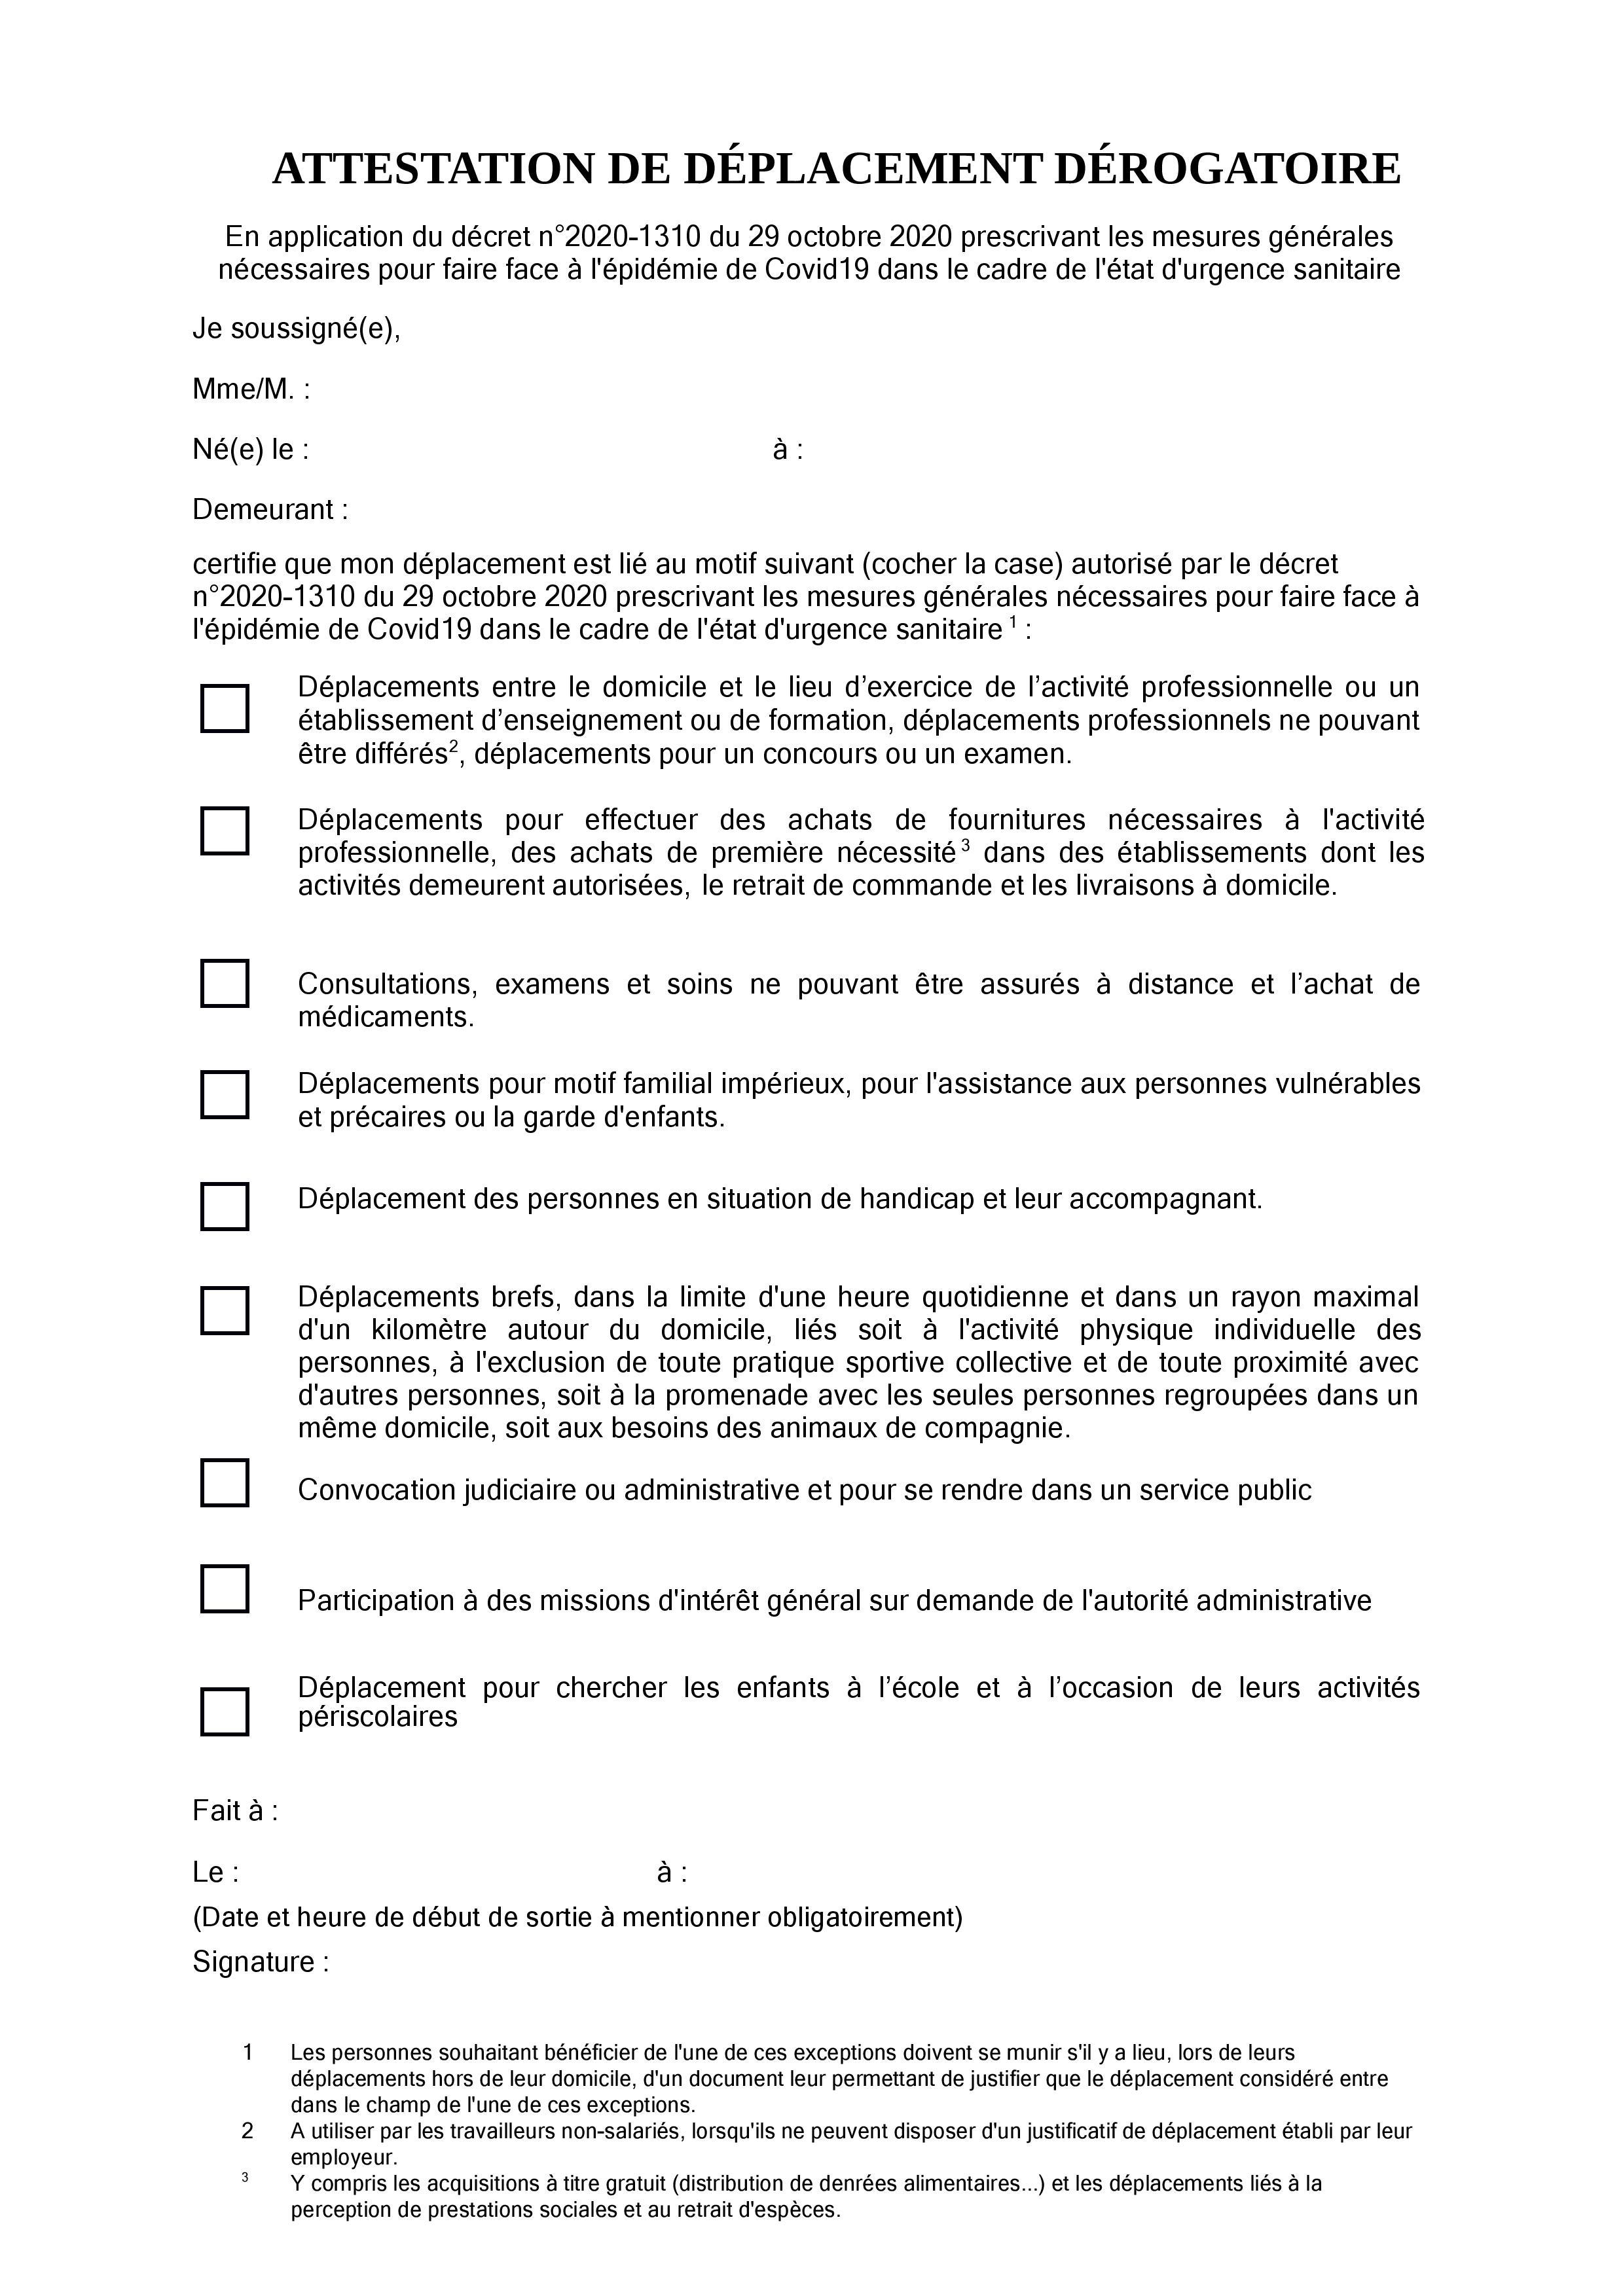 ATTESTATION DE DÉPLACEMENT DÉROGATOIRE
En application du décret n°2020-1310 du 29 octobre 2020 prescrivant les mesures générales
nécessaires pour faire face à l'épidémie de Covid19 dans le cadre de l'état d'urgence sanitaire
Je soussigné(e),
Mme/M. :
Né(e) le : à :
Demeurant :
certifie que mon déplacement est lié au motif suivant (cocher la case) autorisé par le décret
n°2020-1310 du 29 octobre 2020 prescrivant les mesures générales nécessaires pour faire face à
l'épidémie de Covid19 dans le cadre de l'état d'urgence sanitaire 1 :
Déplacements entre le domicile et le lieu d’exercice de l’activité professionnelle ou un
établissement d’enseignement ou de formation, déplacements professionnels ne pouvant
être différés2, déplacements pour un concours ou un examen.
Déplacements pour effectuer des achats de fournitures nécessaires à l'activité
professionnelle, des achats de première nécessité 3 dans des établissements dont les
activités demeurent autorisées, le retrait de commande et les livraisons à domicile.
Consultations, examens et soins ne pouvant être assurés à distance et l’achat de
médicaments.
Déplacements pour motif familial impérieux, pour l'assistance aux personnes vulnérables
et précaires ou la garde d'enfants.
Déplacement des personnes en situation de handicap et leur accompagnant.
Déplacements brefs, dans la limite d'une heure quotidienne et dans un rayon maximal
d'un kilomètre autour du domicile, liés soit à l'activité physique individuelle des
personnes, à l'exclusion de toute pratique sportive collective et de toute proximité avec
d'autres personnes, soit à la promenade avec les seules personnes regroupées dans un
même domicile, soit aux besoins des animaux de compagnie.
Convocation judiciaire ou administrative et pour se rendre dans un service public
Participation à des missions d'intérêt général sur demande de l'autorité administrative
Déplacement pour chercher les enfants à l’école et à l’occasion de leurs activités
périscolaires
Fait à :
Le : à :
(Date et heure de début de sortie à mentionner obligatoirement)
Signature :
1 Les personnes souhaitant bénéficier de l'une de ces exceptions doivent se munir s'il y a lieu, lors de leurs
déplacements hors de leur domicile, d'un document leur permettant de justifier que le déplacement considéré entre
dans le champ de l'une de ces exceptions.
2 A utiliser par les travailleurs non-salariés, lorsqu'ils ne peuvent disposer d'un justificatif de déplacement établi par leur
employeur.
3 Y compris les acquisitions à titre gratuit (distribution de denrées alimentaires...) et les déplacements liés à la
perception de prestations sociales et au retrait d'espèces.